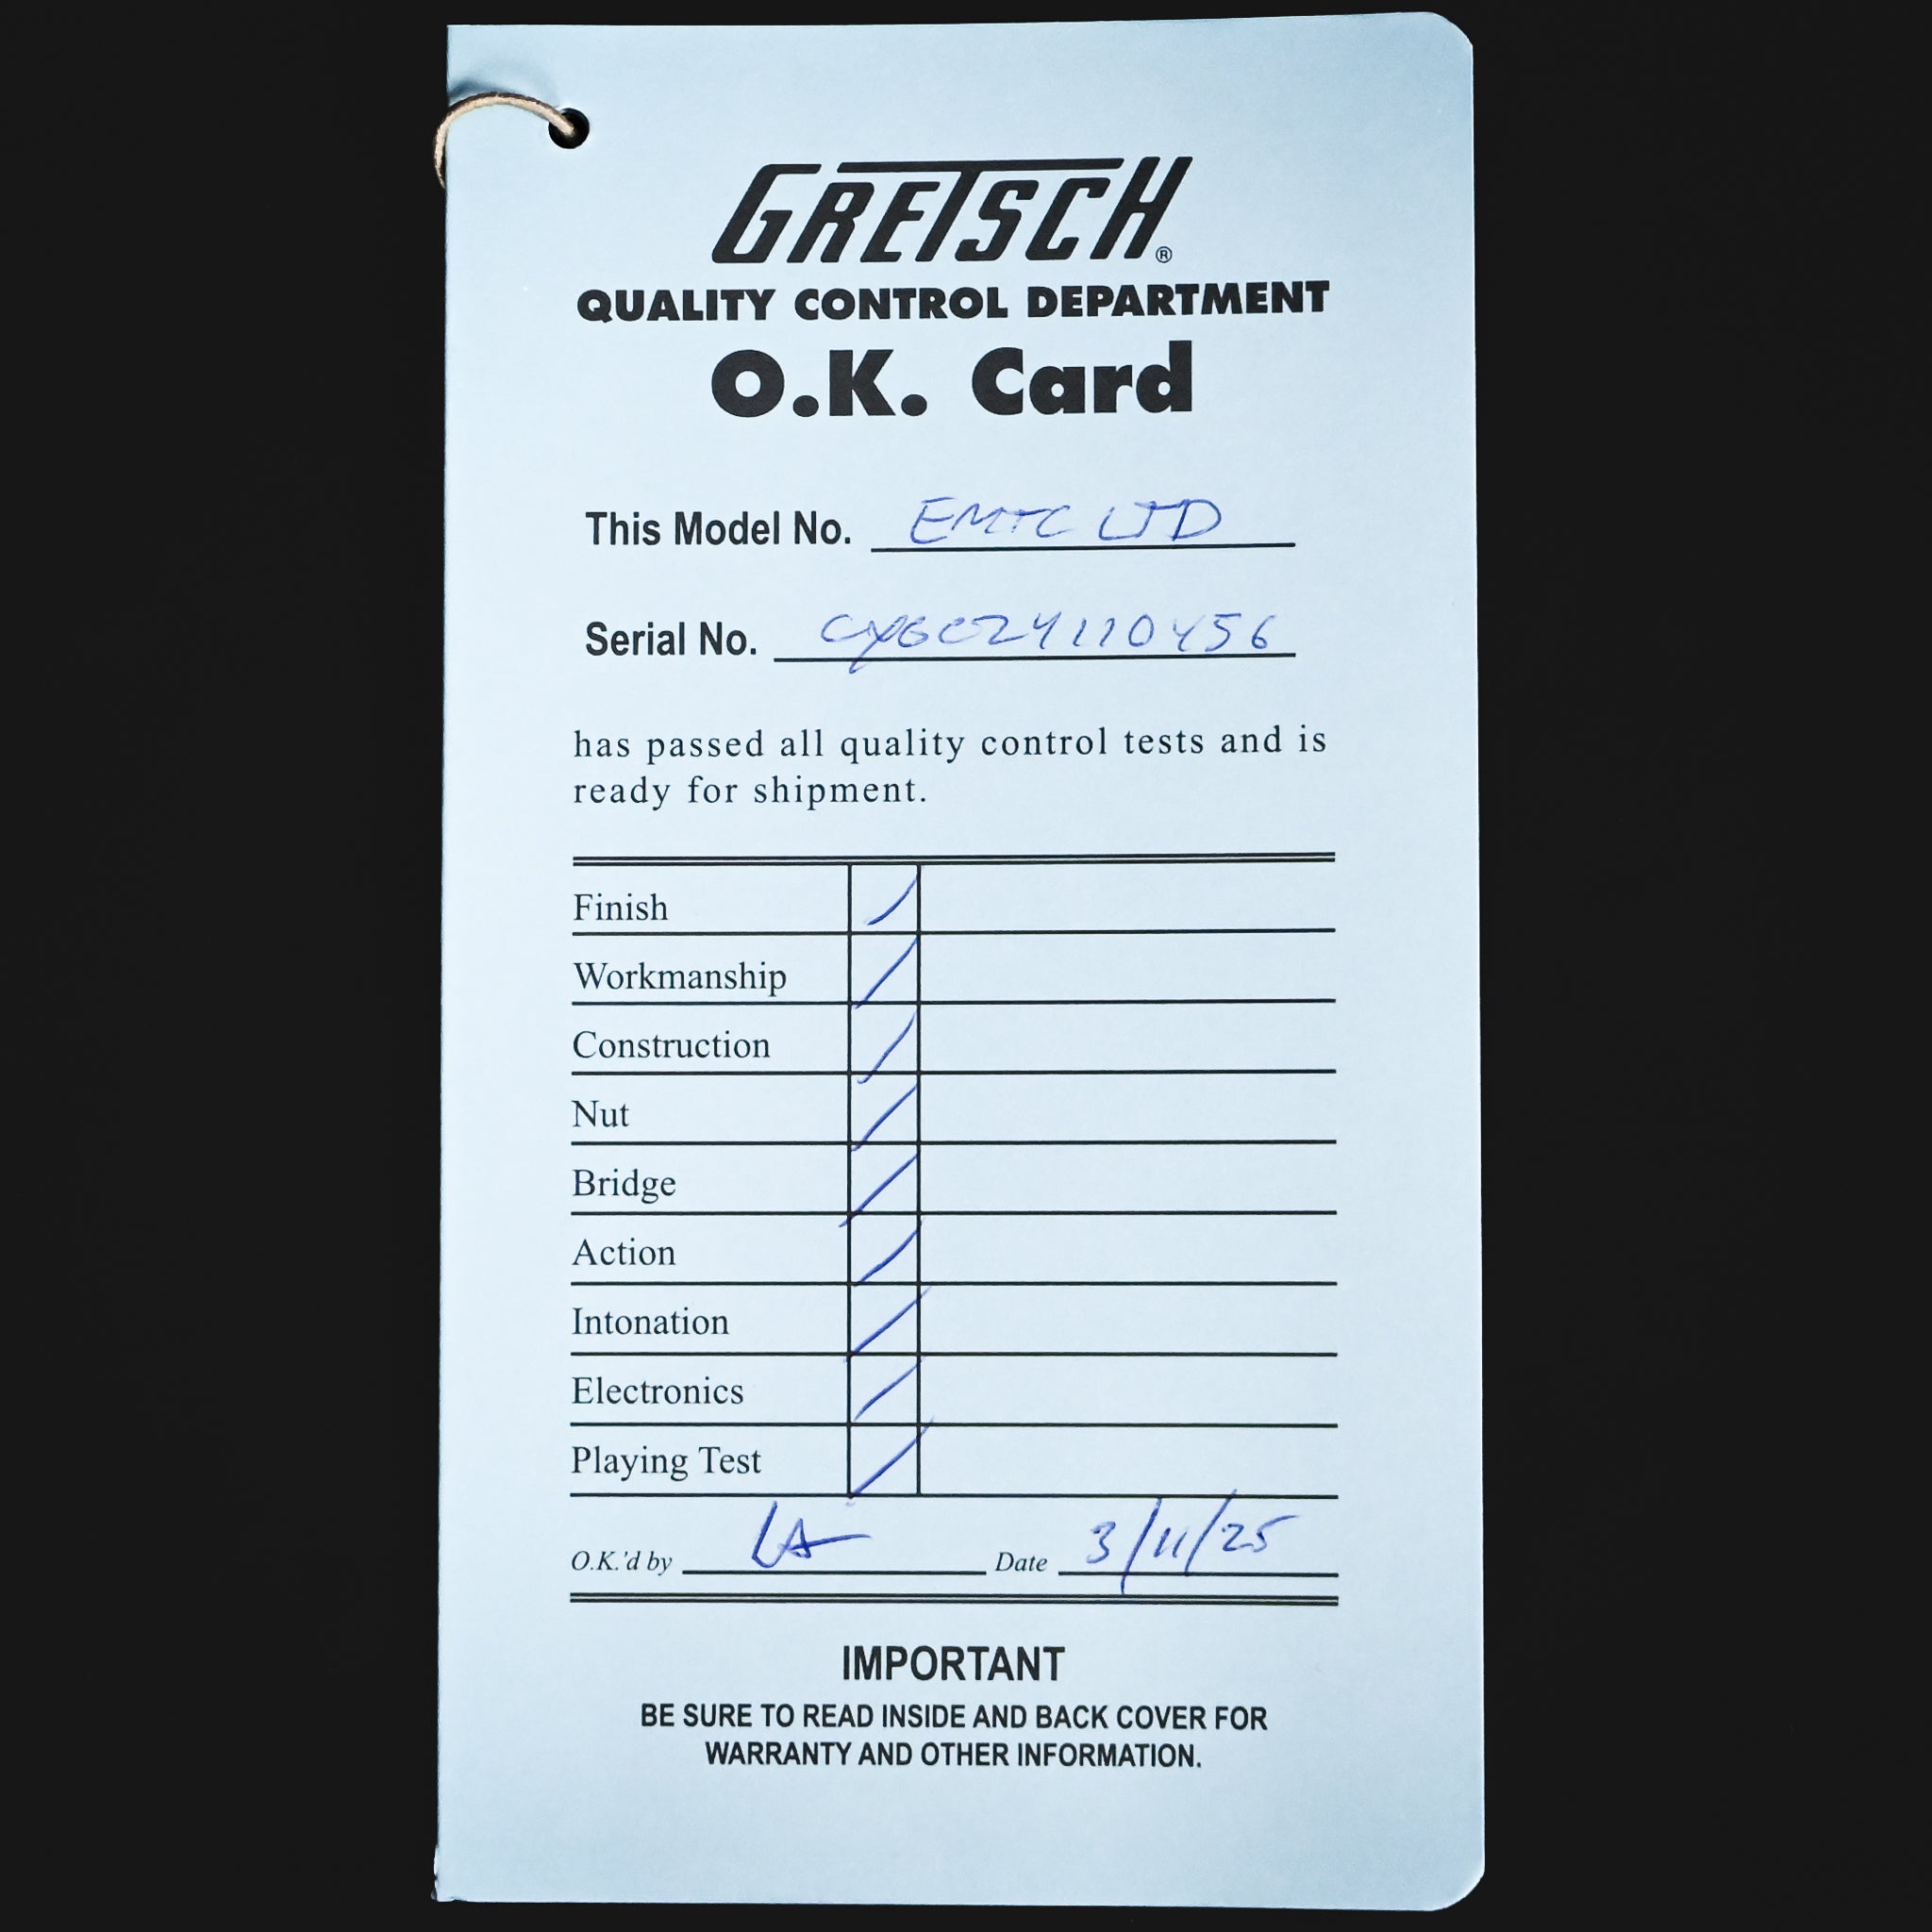 GRETSCH®
QUALITY CONTROL DEPARTMENT
O.K. Card
This Model No. EMTC LTD
Serial No. CYGC24110456
has passed all quality control tests and is
ready for shipment.
Finish
Workmanship
Construction
Nut
Bridge
Action
Intonation
Electronics
Playing Test
O.K.'d by LA Date 3/11/25
IMPORTANT
BE SURE TO READ INSIDE AND BACK COVER FOR
WARRANTY AND OTHER INFORMATION.